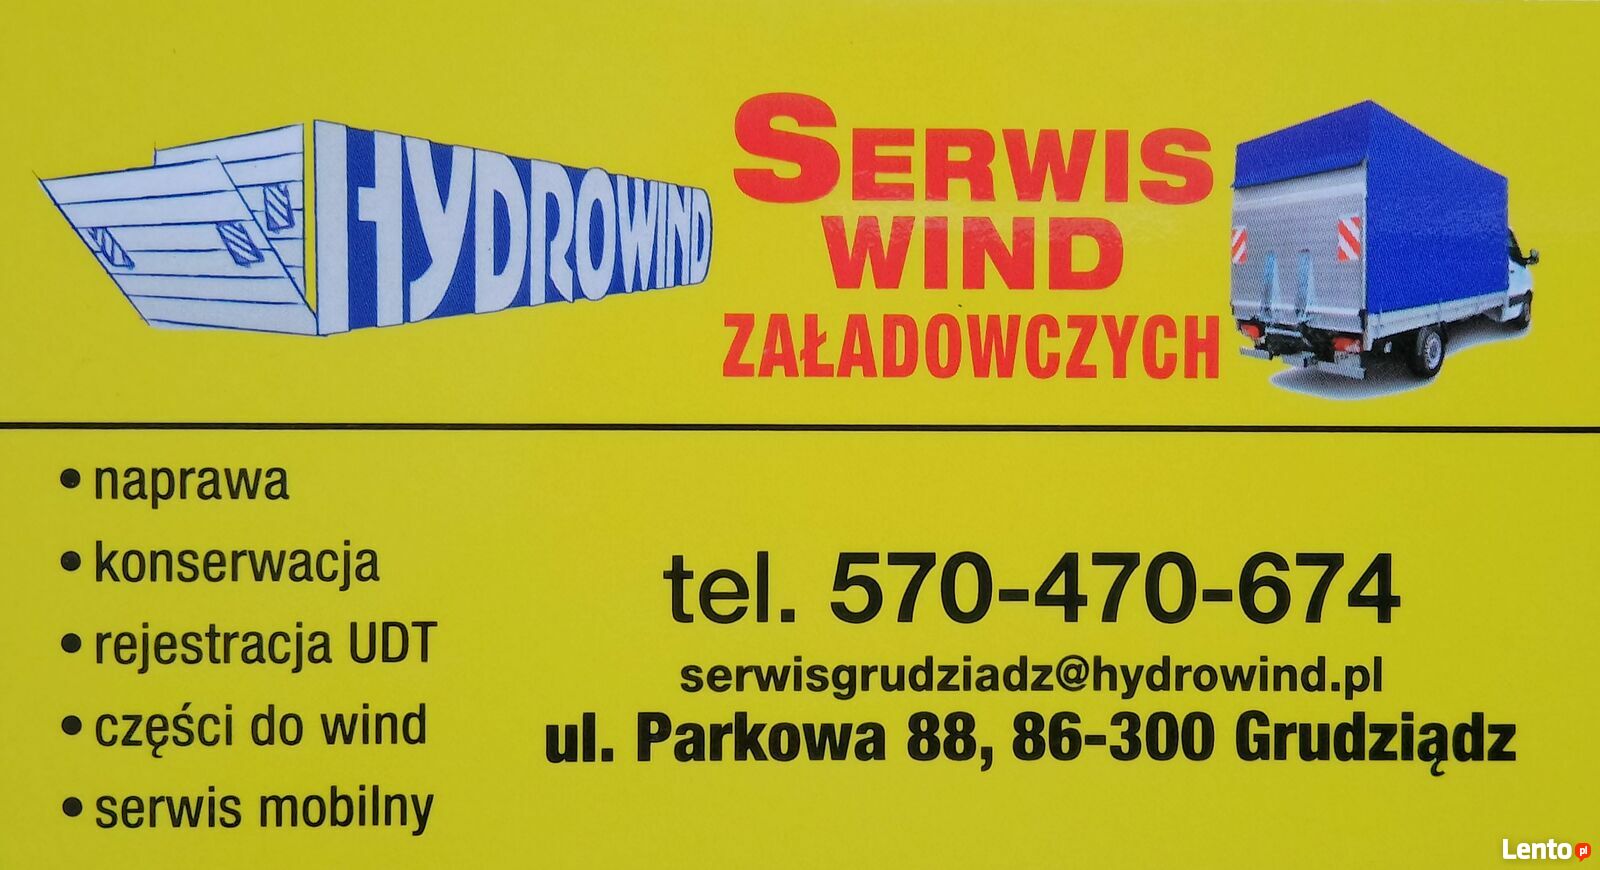 HYDROWIND
SERWIS
WIND
ZAŁADOWCZYCH
• naprawa
• konserwacja
• rejestracja UDT
• części do wind
• serwis mobilny
tel. 570-470-674
serwisgrudziadz@hydrowind.pl
ul. Parkowa 88, 86-300 Grudziądz
Lento pl